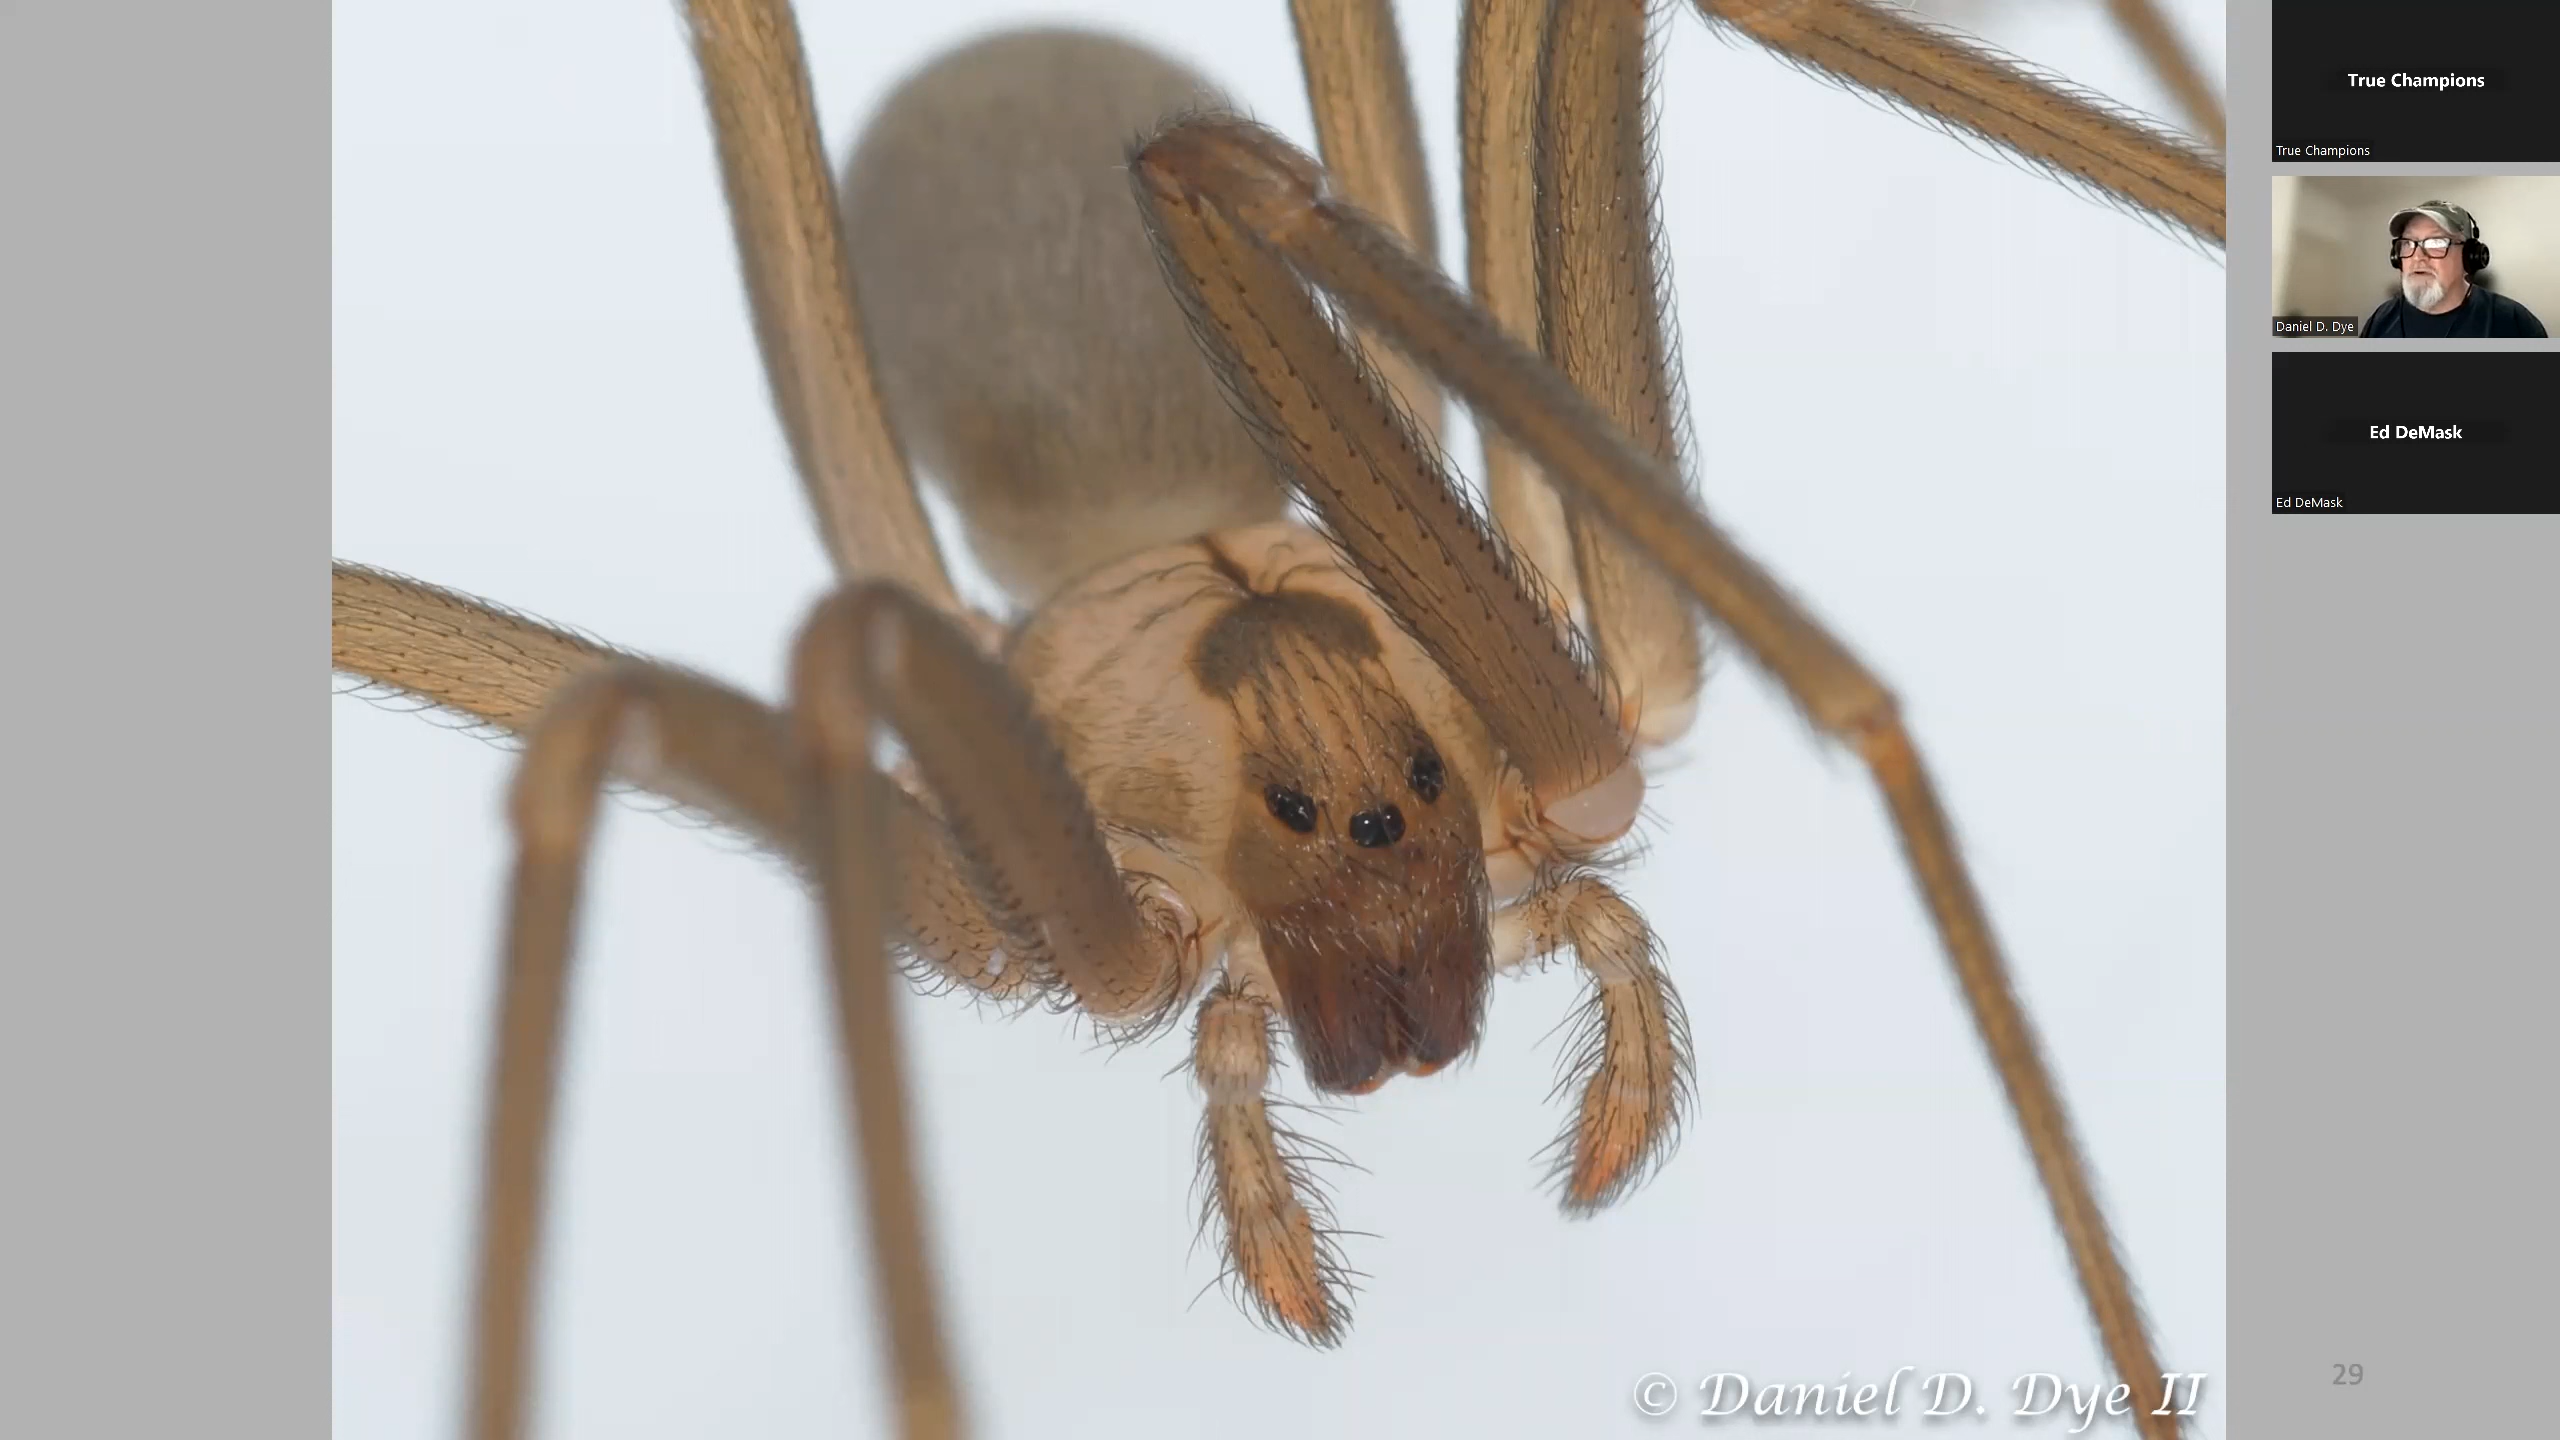 True Champions
True Champions
Daniel D. Dye
Ed DeMask
Ed DeMask
© Daniel D. Dye II
29